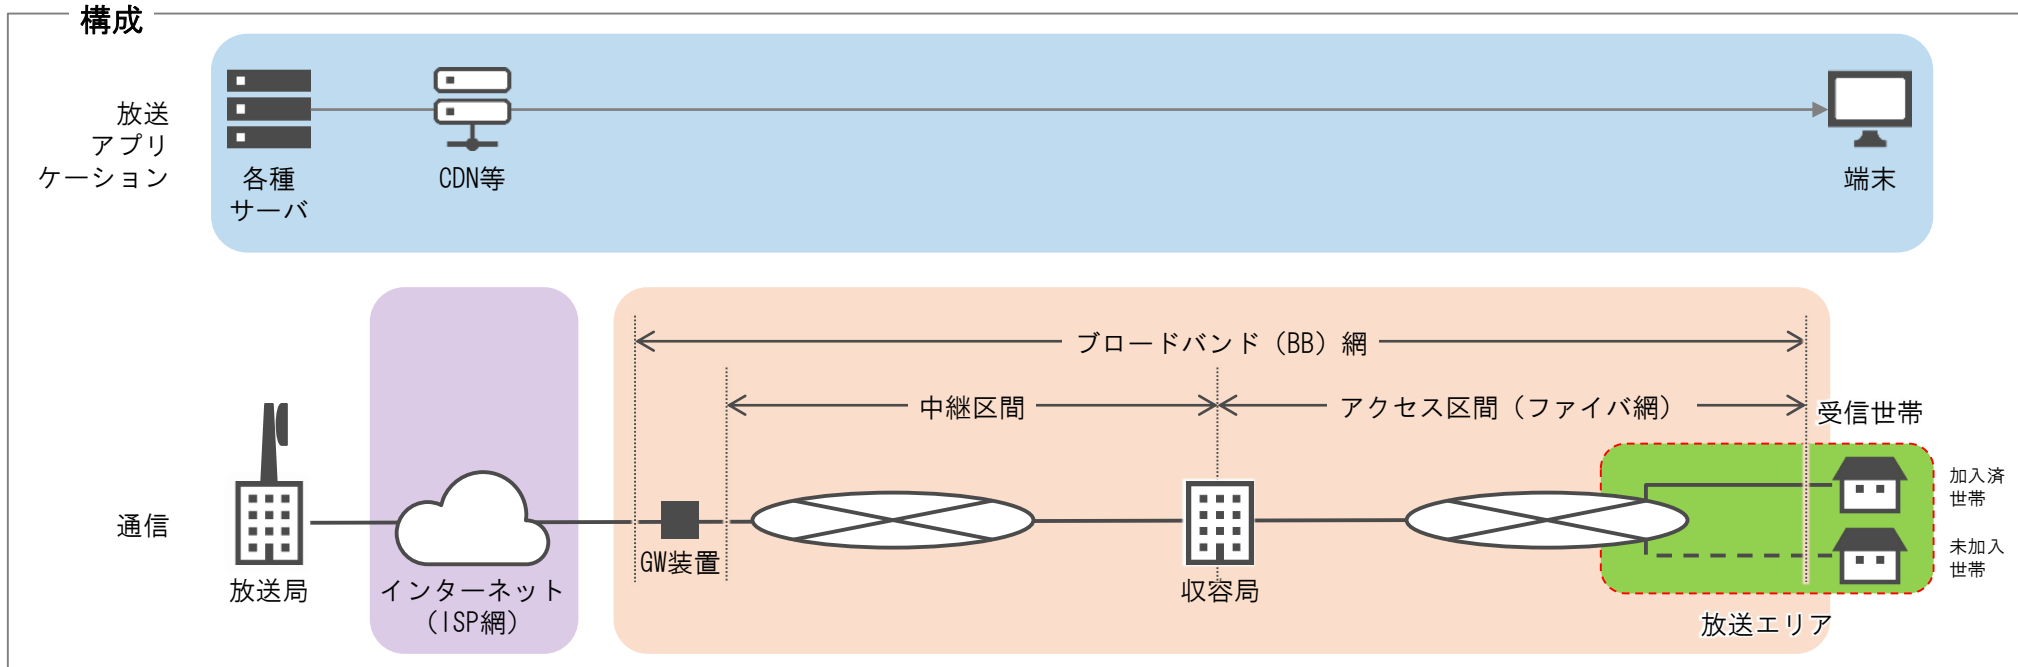 構成
放送
アプリ
ケーション
各種
サーバ
CDN等
端末
ブロードバンド（BB）網
中継区間
アクセス区間（ファイバ網）
受信世帯
加入済
世帯
通信
GW装置
未加入
世帯
放送局
インターネット
（ISP網）
収容局
放送エリア